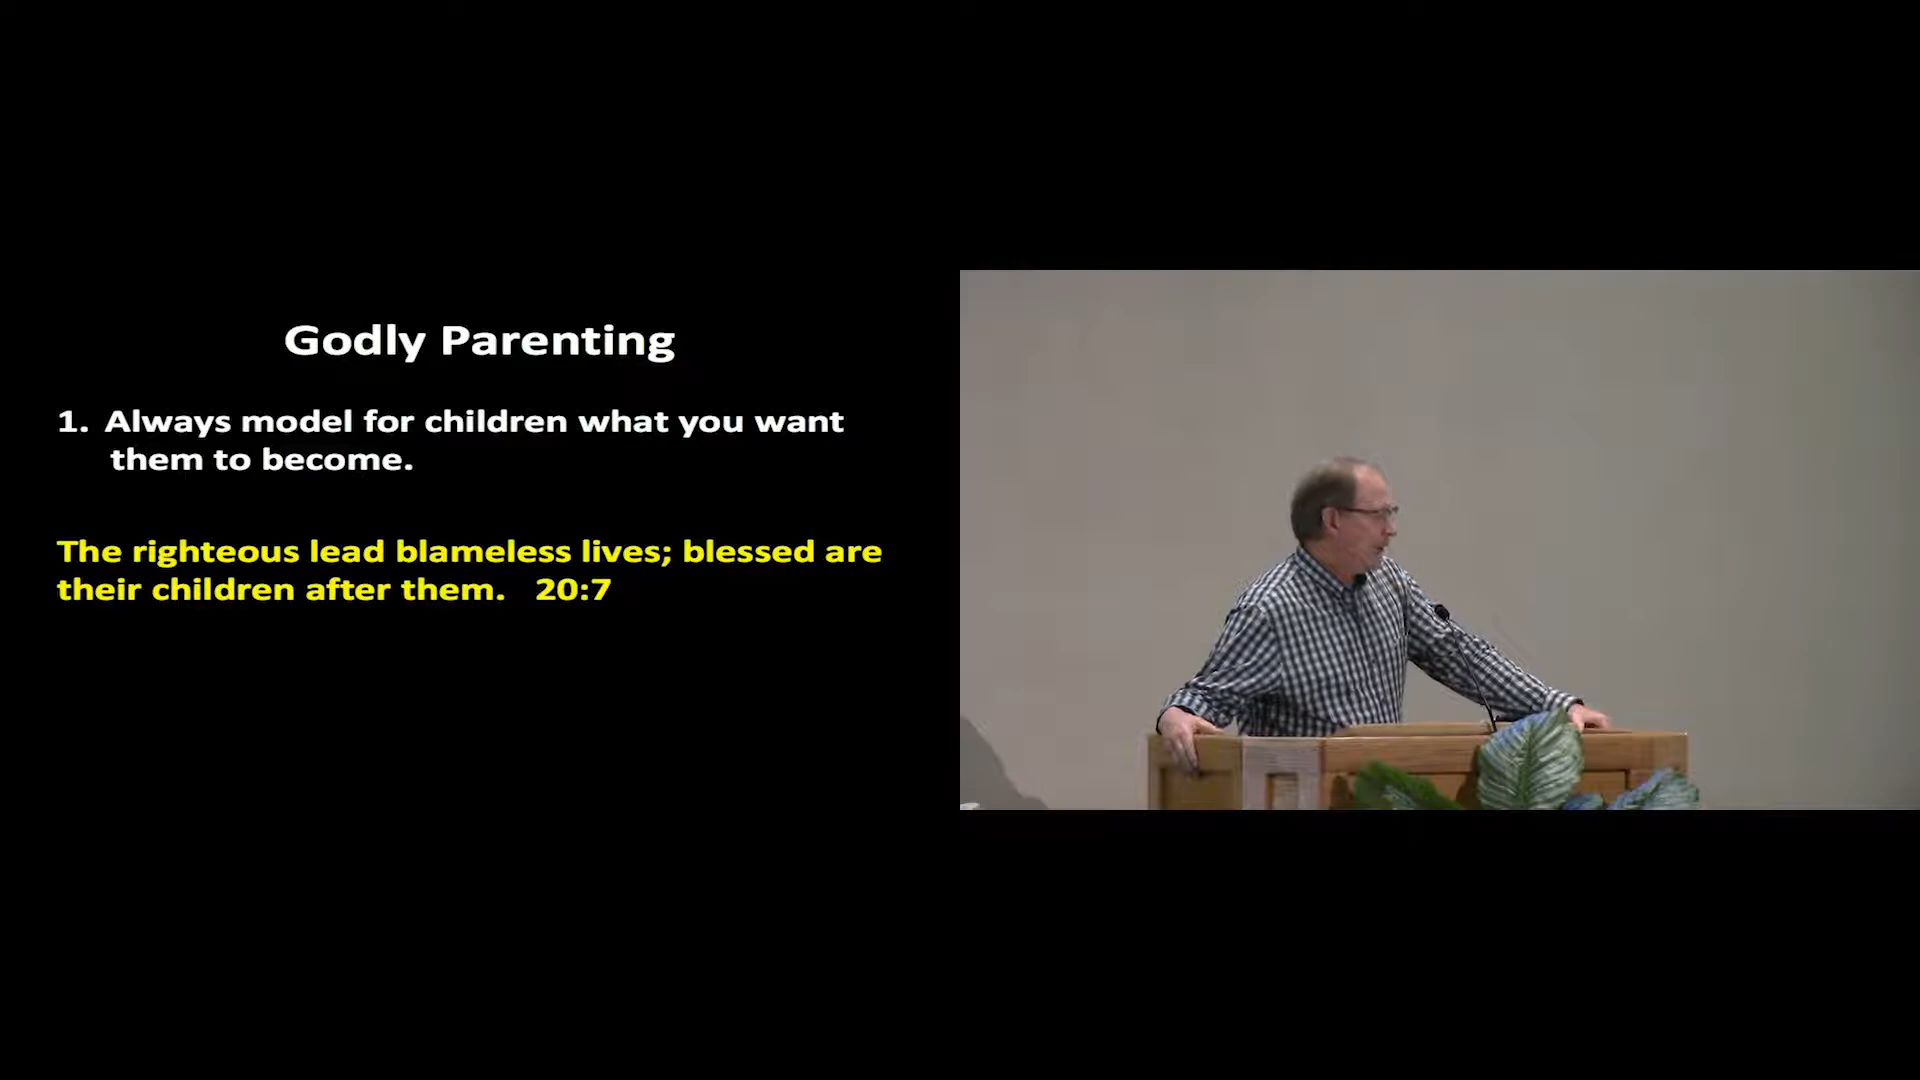 Godly Parenting
1. Always model for children what you want
them to become.
The righteous lead blameless lives; blessed are
their children after them. 20:7